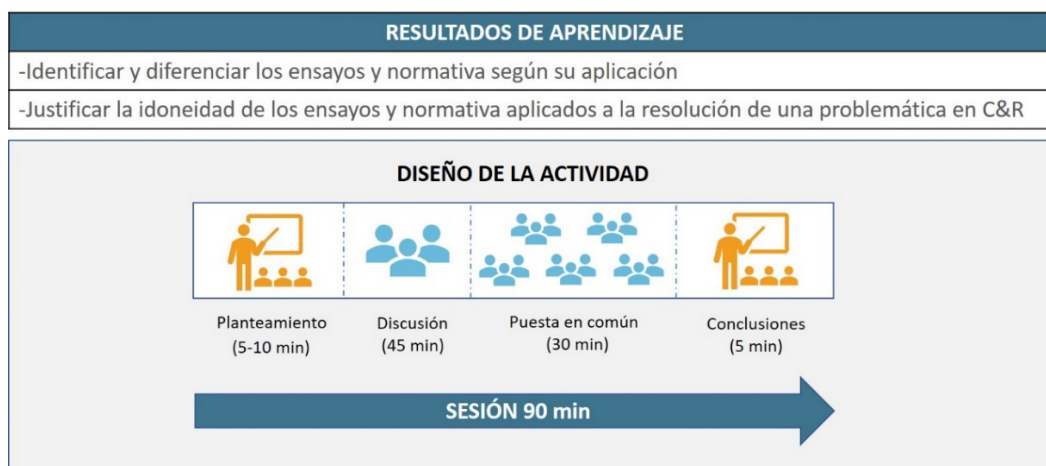 RESULTADOS DE APRENDIZAJE
-Identificar y diferenciar los ensayos y normativa según su aplicación
-Justificar la idoneidad de los ensayos y normativa aplicados a la resolución de una problemática en C&R
DISEÑO DE LA ACTIVIDAD
Planteamiento
(5-10 min)
Discusión
(45 min)
Puesta en común
(30 min)
Conclusiones
(5 min)
SESIÓN 90 min